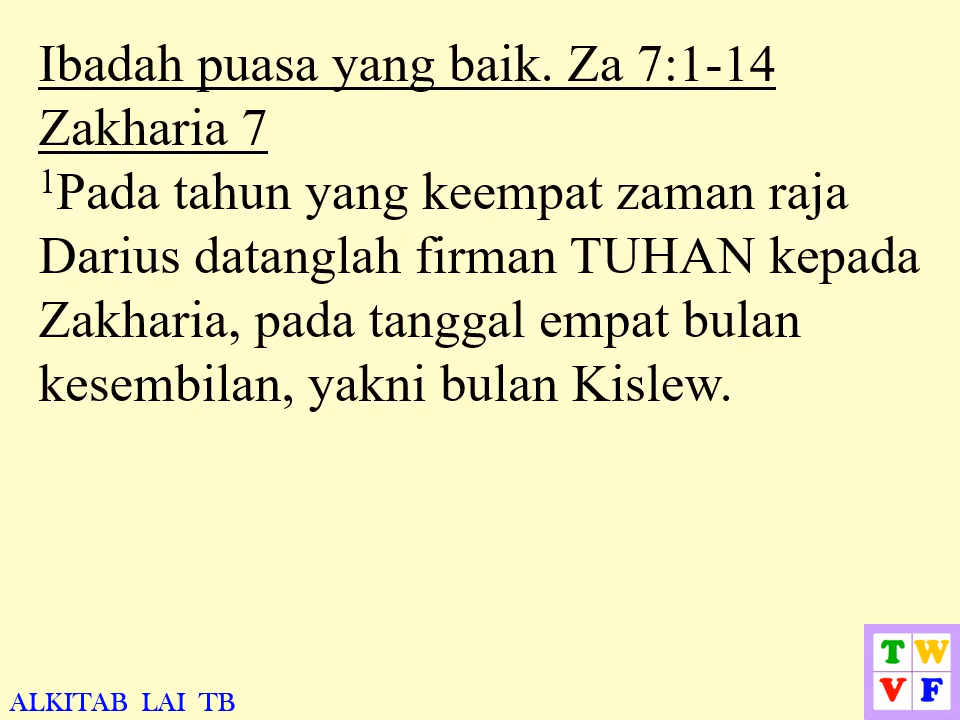 Ibadah puasa yang baik. Za 7:1-14
Zakharia 7
¹Pada tahun yang keempat zaman raja
Darius datanglah firman TUHAN kepada
Zakharia, pada tanggal empat bulan
kesembilan, yakni bulan Kislew.
T W
V F
ALKITAB LAI TB